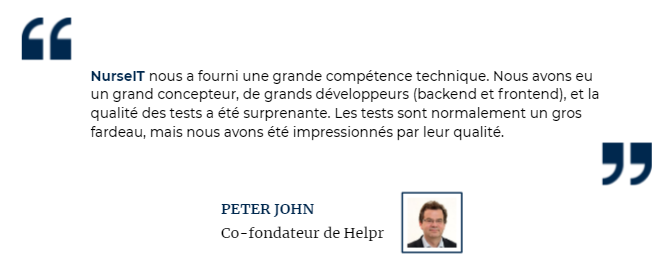 NurseIT nous a fourni une grande compétence technique. Nous avons eu
un grand concepteur, de grands développeurs (backend et frontend), et la
qualité des tests a été surprenante. Les tests sont normalement un gros
fardeau, mais nous avons été impressionnés par leur qualité.
PETER JOHN
Co-fondateur de Helpr